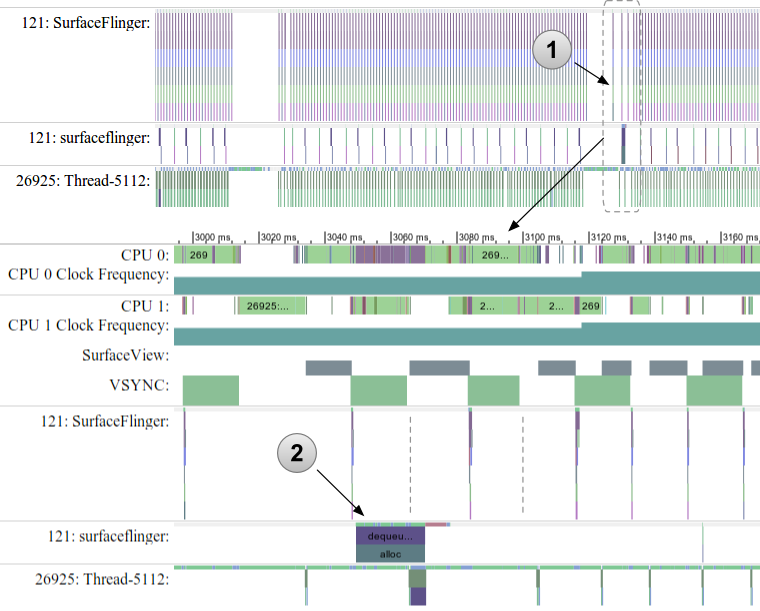 121: SurfaceFlinger:
1
121: surfaceflinger:
26925: Thread-5112:
3000 ms 3020 ms 3040 ms 3060 ms 3080 ms 3100 ms 3120 ms 3140 ms 3160 ms
CPU 0: 269 269...
CPU 0 Clock Frequency:
CPU 1: 26925:... 2... 2... 269
CPU 1 Clock Frequency:
SurfaceView:
VSYNC:
121: SurfaceFlinger:
2
121: surfaceflinger: dequeu...
alloc
26925: Thread-5112: